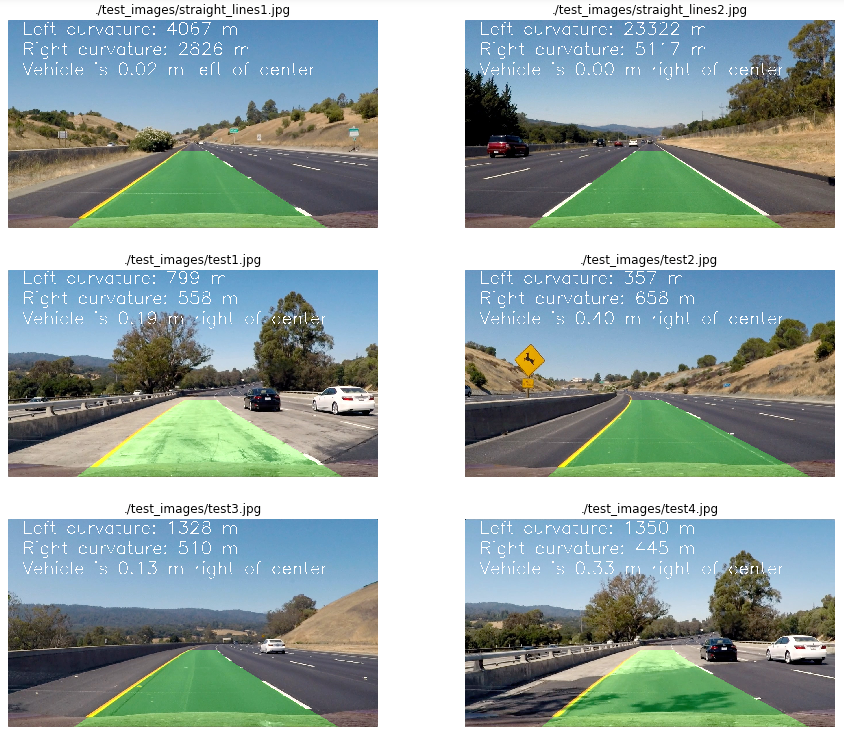 ./test_images/straight_lines1.jpg
Left curvature: 4067 m
Right curvature: 2826 m
Vehicle is 0.02 m left of center
./test_images/straight_lines2.jpg
Left curvature: 23322 m
Right curvature: 5117 m
Vehicle is 0.00 m right of center
./test_images/test1.jpg
Left curvature: 799 m
Right curvature: 558 m
Vehicle is 0.19 m right of center
./test_images/test2.jpg
Left curvature: 357 m
Right curvature: 658 m
Vehicle is 0.40 m right of center
./test_images/test3.jpg
Left curvature: 1328 m
Right curvature: 510 m
Vehicle is 0.13 m right of center
./test_images/test4.jpg
Left curvature: 1350 m
Right curvature: 445 m
Vehicle is 0.33 m right of center